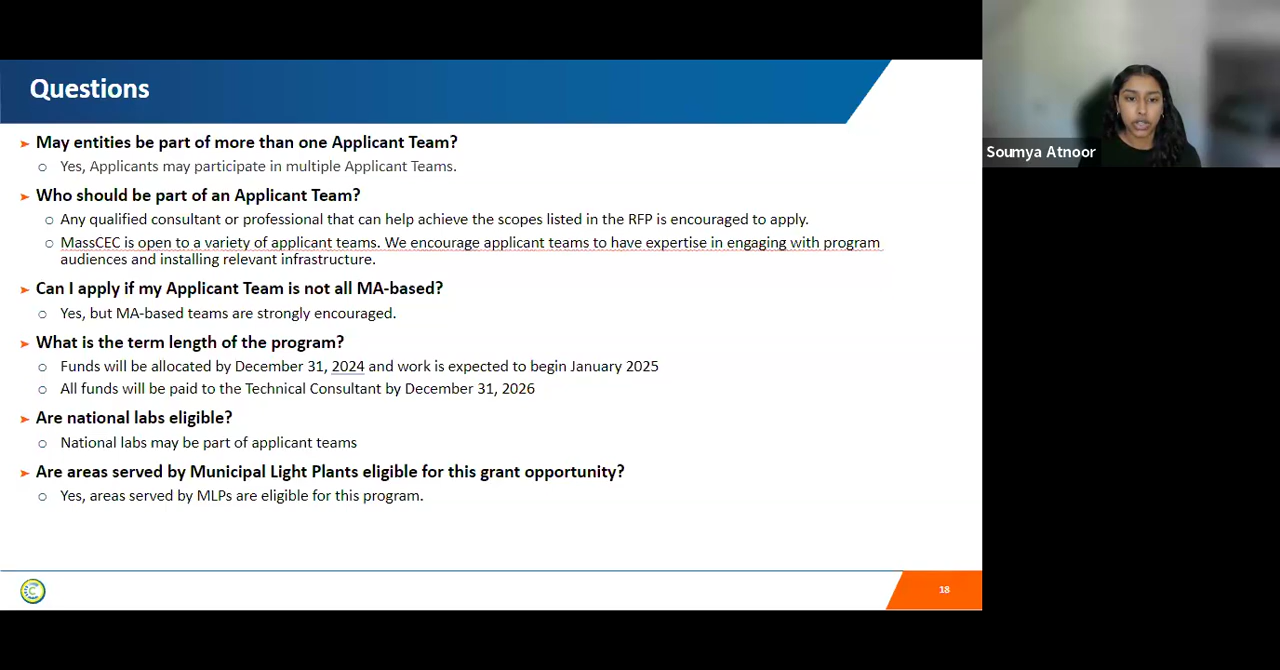 Questions
May entities be part of more than one Applicant Team?
Yes, Applicants may participate in multiple Applicant Teams.
Who should be part of an Applicant Team?
Any qualified consultant or professional that can help achieve the scopes listed in the RFP is encouraged to apply.
MassCEC is open to a variety of applicant teams. We encourage applicant teams to have expertise in engaging with program
audiences and installing relevant infrastructure.
Can I apply if my Applicant Team is not all MA-based?
Yes, but MA-based teams are strongly encouraged.
What is the term length of the program?
Funds will be allocated by December 31, 2024 and work is expected to begin January 2025
All funds will be paid to the Technical Consultant by December 31, 2026
Are national labs eligible?
National labs may be part of applicant teams
Are areas served by Municipal Light Plants eligible for this grant opportunity?
Yes, areas served by MLPs are eligible for this program.
18
Soumya Atnoor